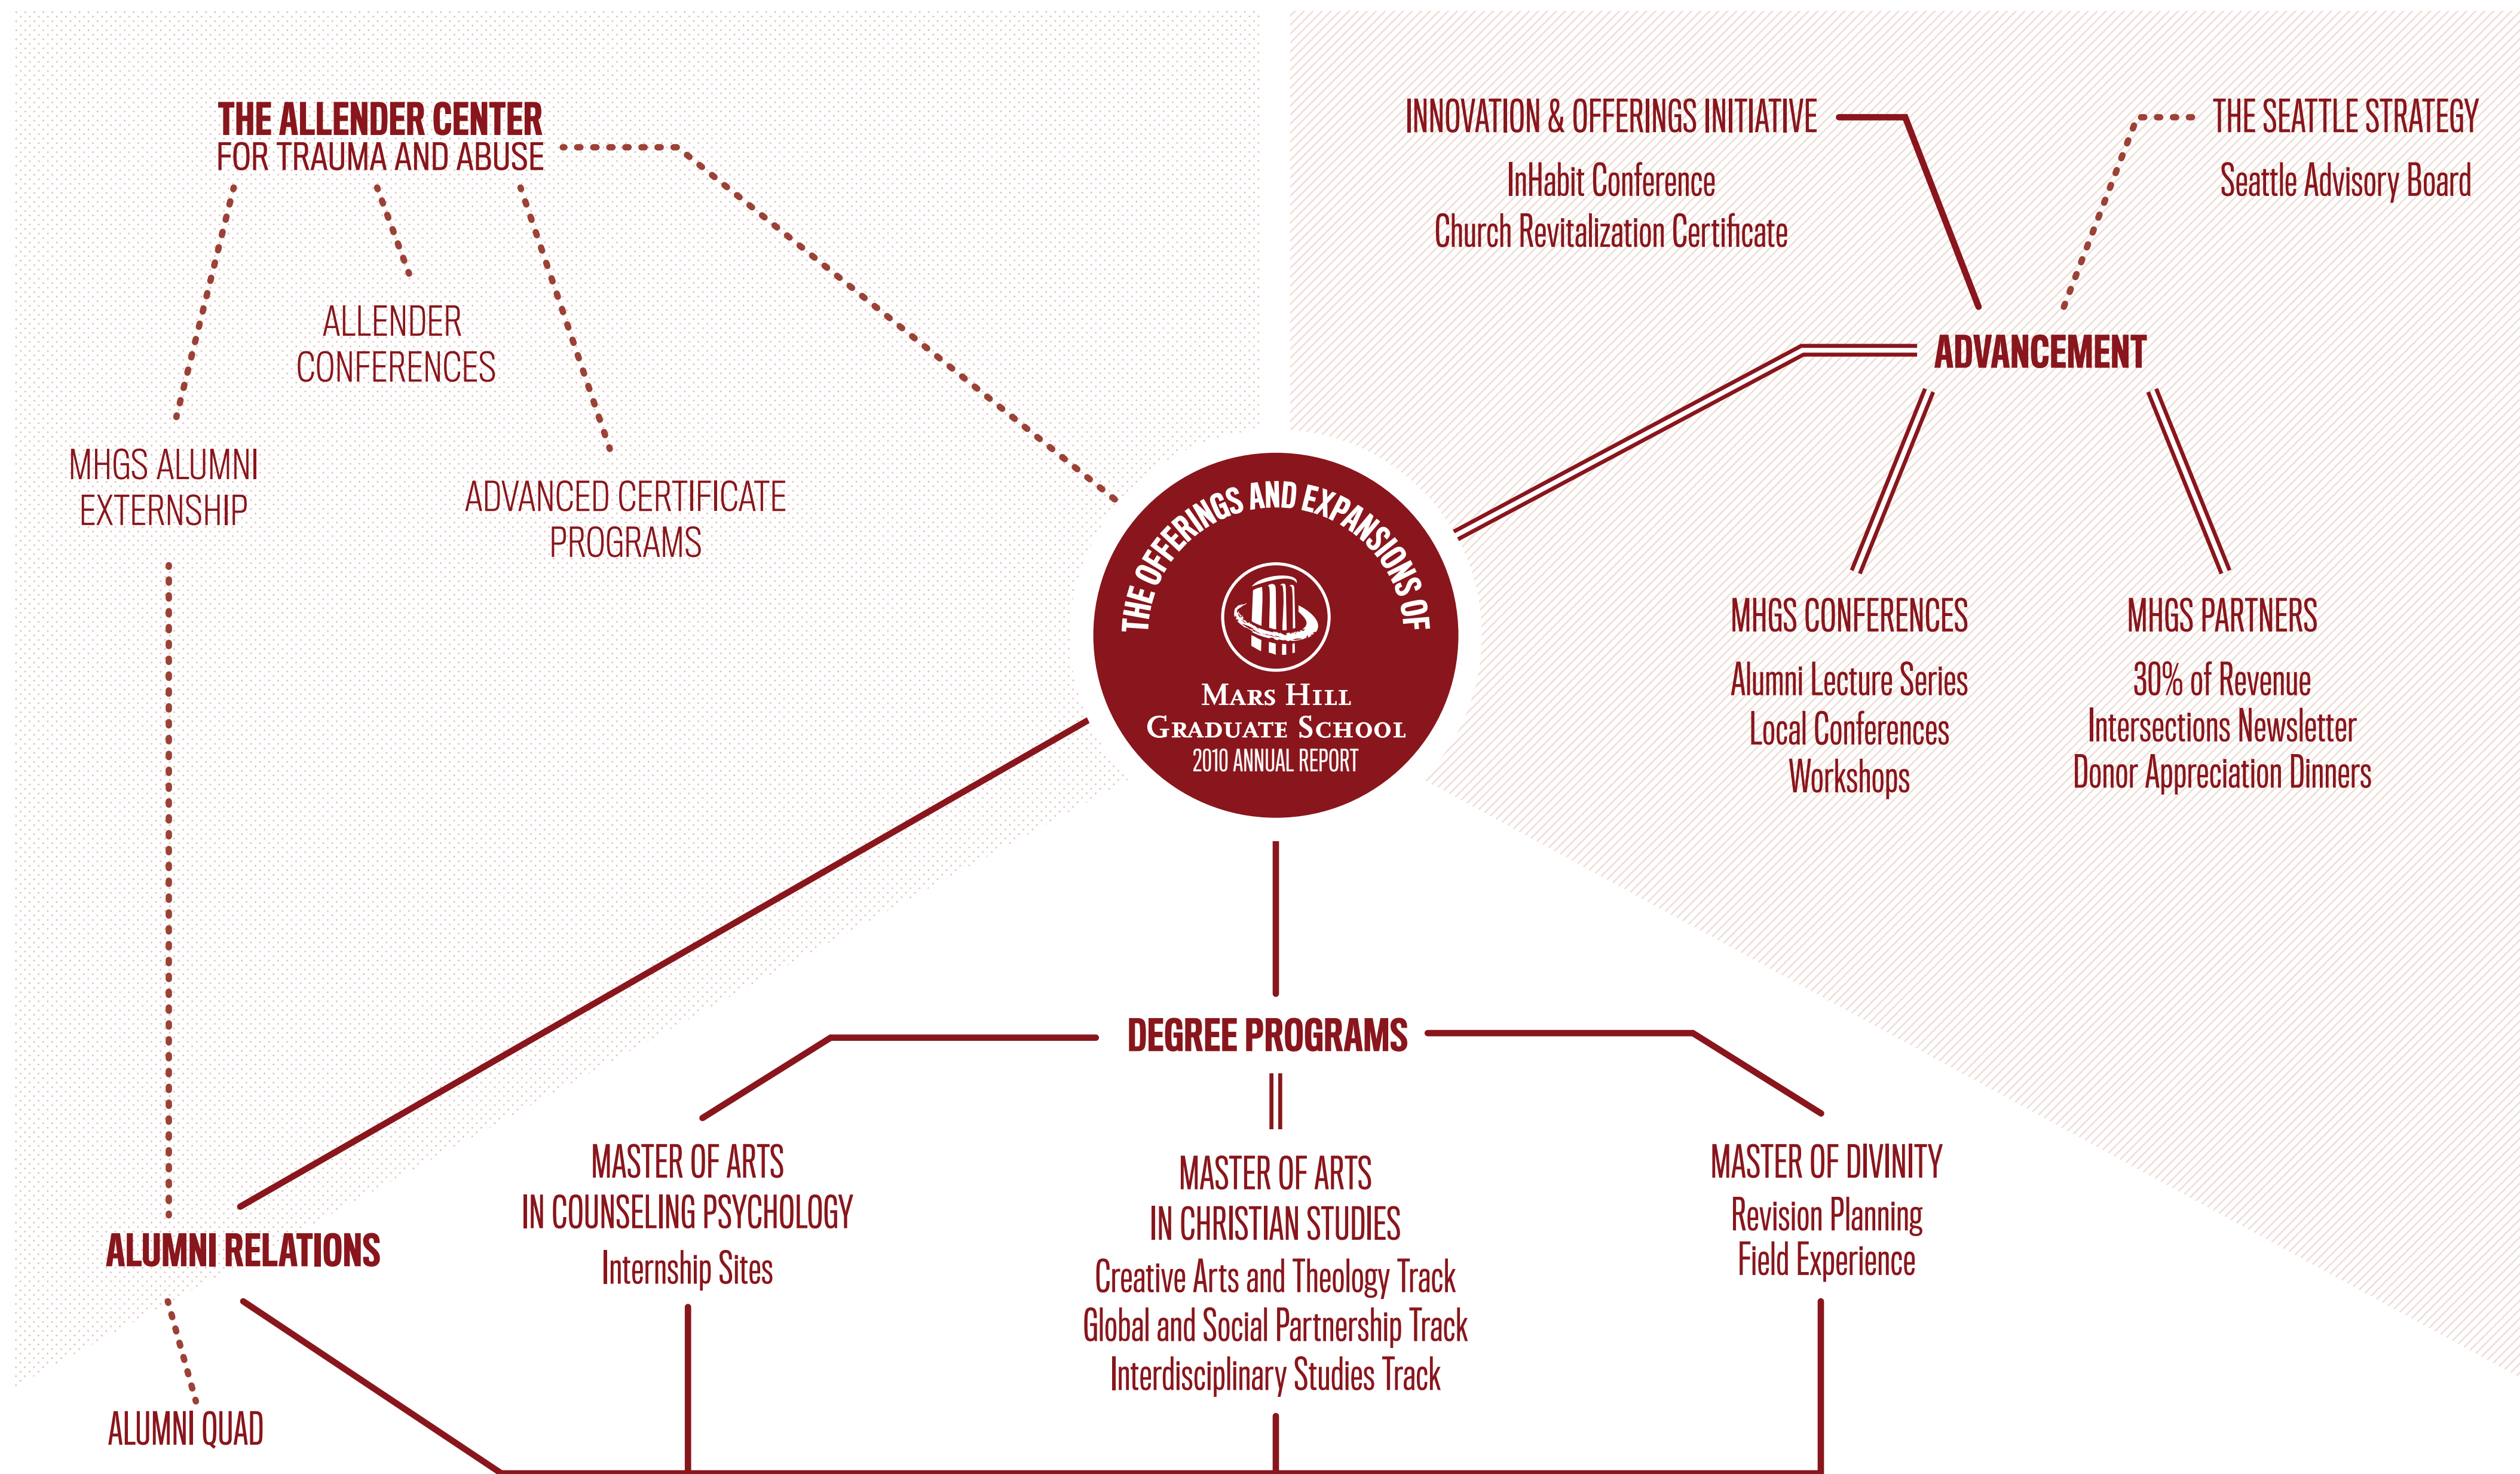 THE ALLENDER CENTER
FOR TRAUMA AND ABUSE
ALLENDER
CONFERENCES
MHGS ALUMNI
EXTERNSHIP
ADVANCED CERTIFICATE
PROGRAMS
INNOVATION & OFFERINGS INITIATIVE
InHabit Conference
Church Revitalization Certificate
THE SEATTLE STRATEGY
Seattle Advisory Board
ADVANCEMENT
MHGS CONFERENCES
Alumni Lecture Series
Local Conferences
Workshops
MHGS PARTNERS
30% of Revenue
Intersections Newsletter
Donor Appreciation Dinners
THE OFFERINGS AND EXPANSIONS OF
MARS HILL
GRADUATE SCHOOL
2010 ANNUAL REPORT
DEGREE PROGRAMS
MASTER OF ARTS
IN COUNSELING PSYCHOLOGY
Internship Sites
MASTER OF ARTS
IN CHRISTIAN STUDIES
Creative Arts and Theology Track
Global and Social Partnership Track
Interdisciplinary Studies Track
MASTER OF DIVINITY
Revision Planning
Field Experience
ALUMNI RELATIONS
ALUMNI QUAD